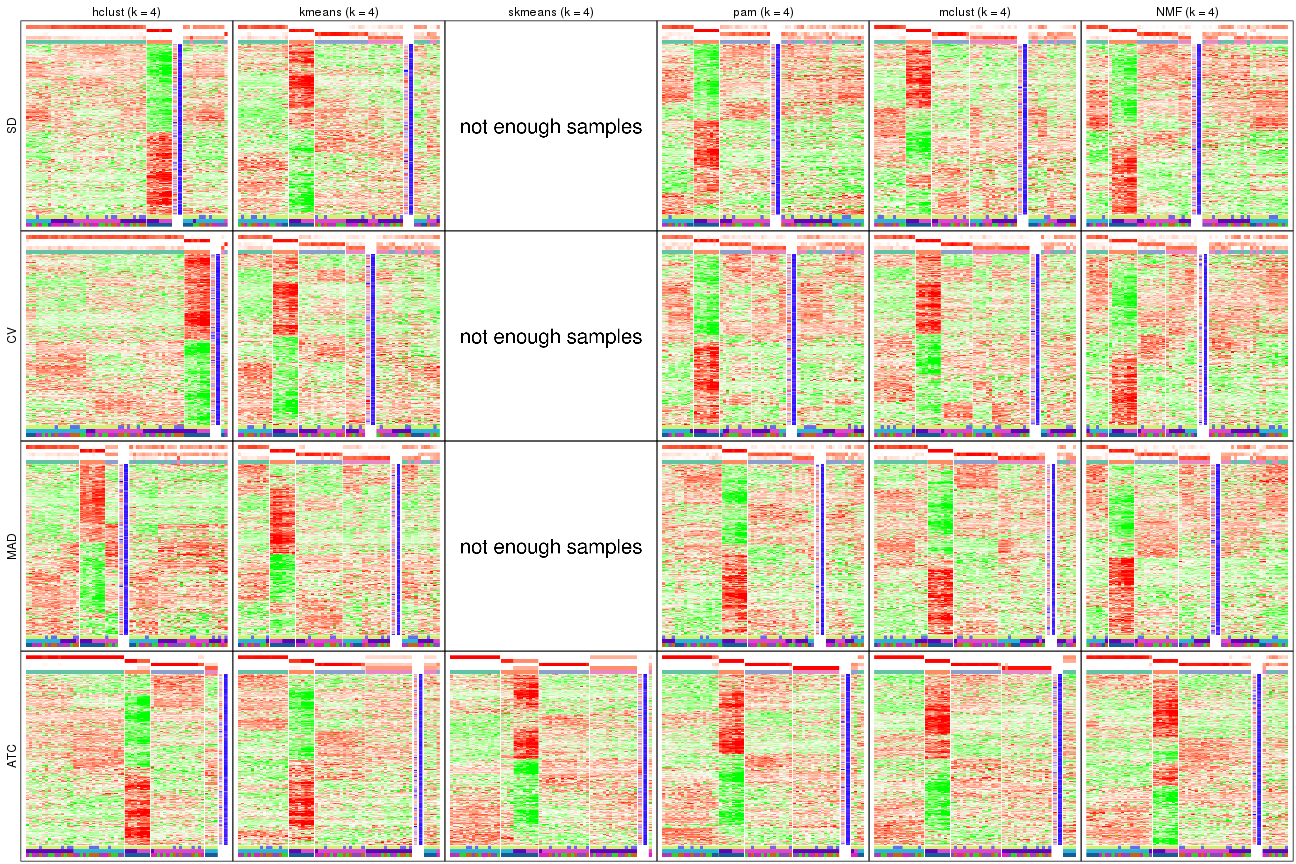 hclust (k = 4)
kmeans (k = 4)
skmeans (k = 4)
pam (k = 4)
mclust (k = 4)
NMF (k = 4)
SD
not enough samples
CV
not enough samples
MAD
not enough samples
ATC